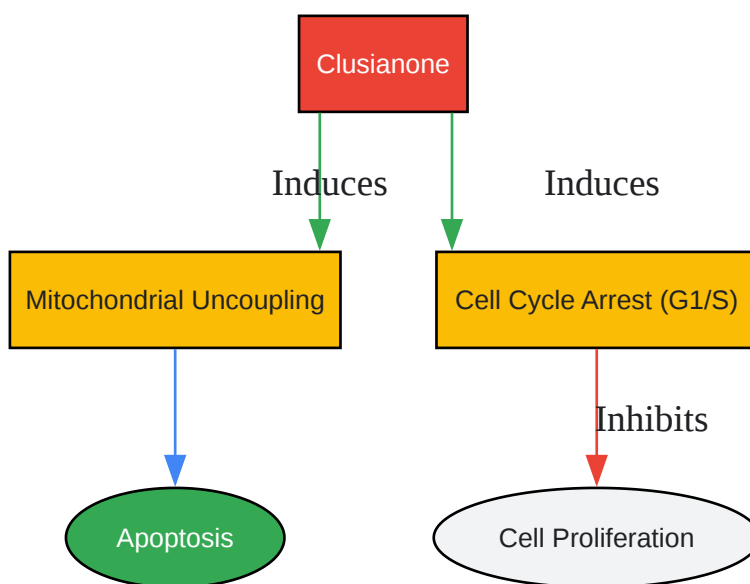 Clusianone
Induces
Induces
Mitochondrial Uncoupling
Cell Cycle Arrest (G1/S)
Inhibits
Apoptosis
Cell Proliferation